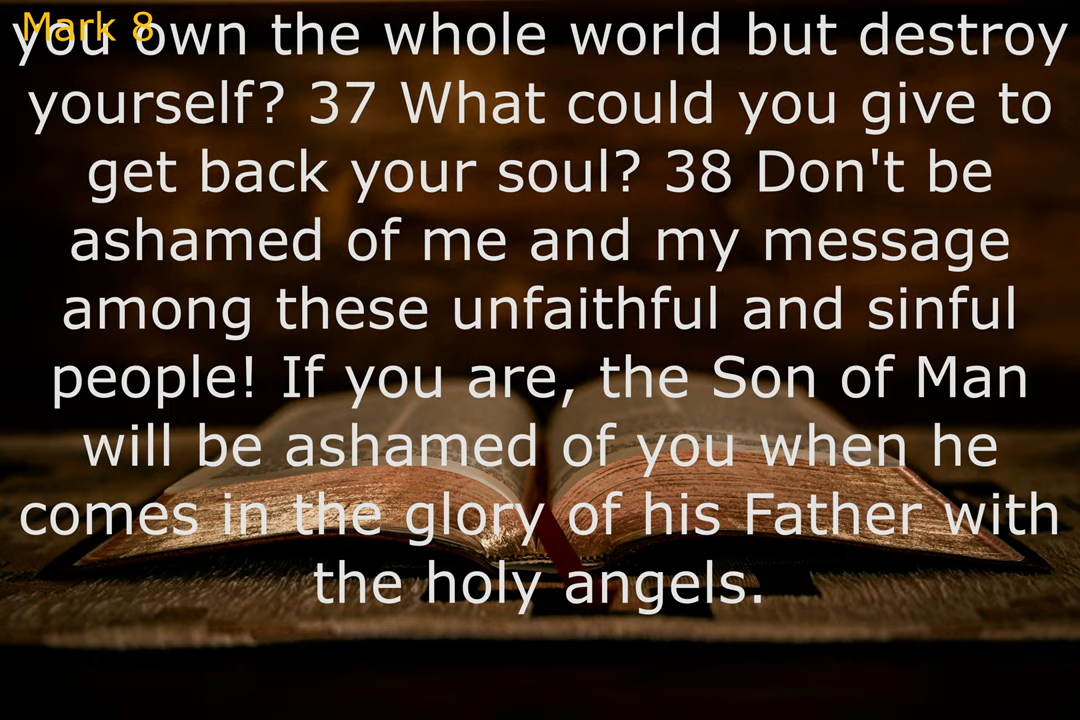 Mark 8
you own the whole world but destroy
yourself? 37 What could you give to
get back your soul? 38 Don't be
ashamed of me and my message
among these unfaithful and sinful
people! If you are, the Son of Man
will be ashamed of you when he
comes in the glory of his Father with
the holy angels.